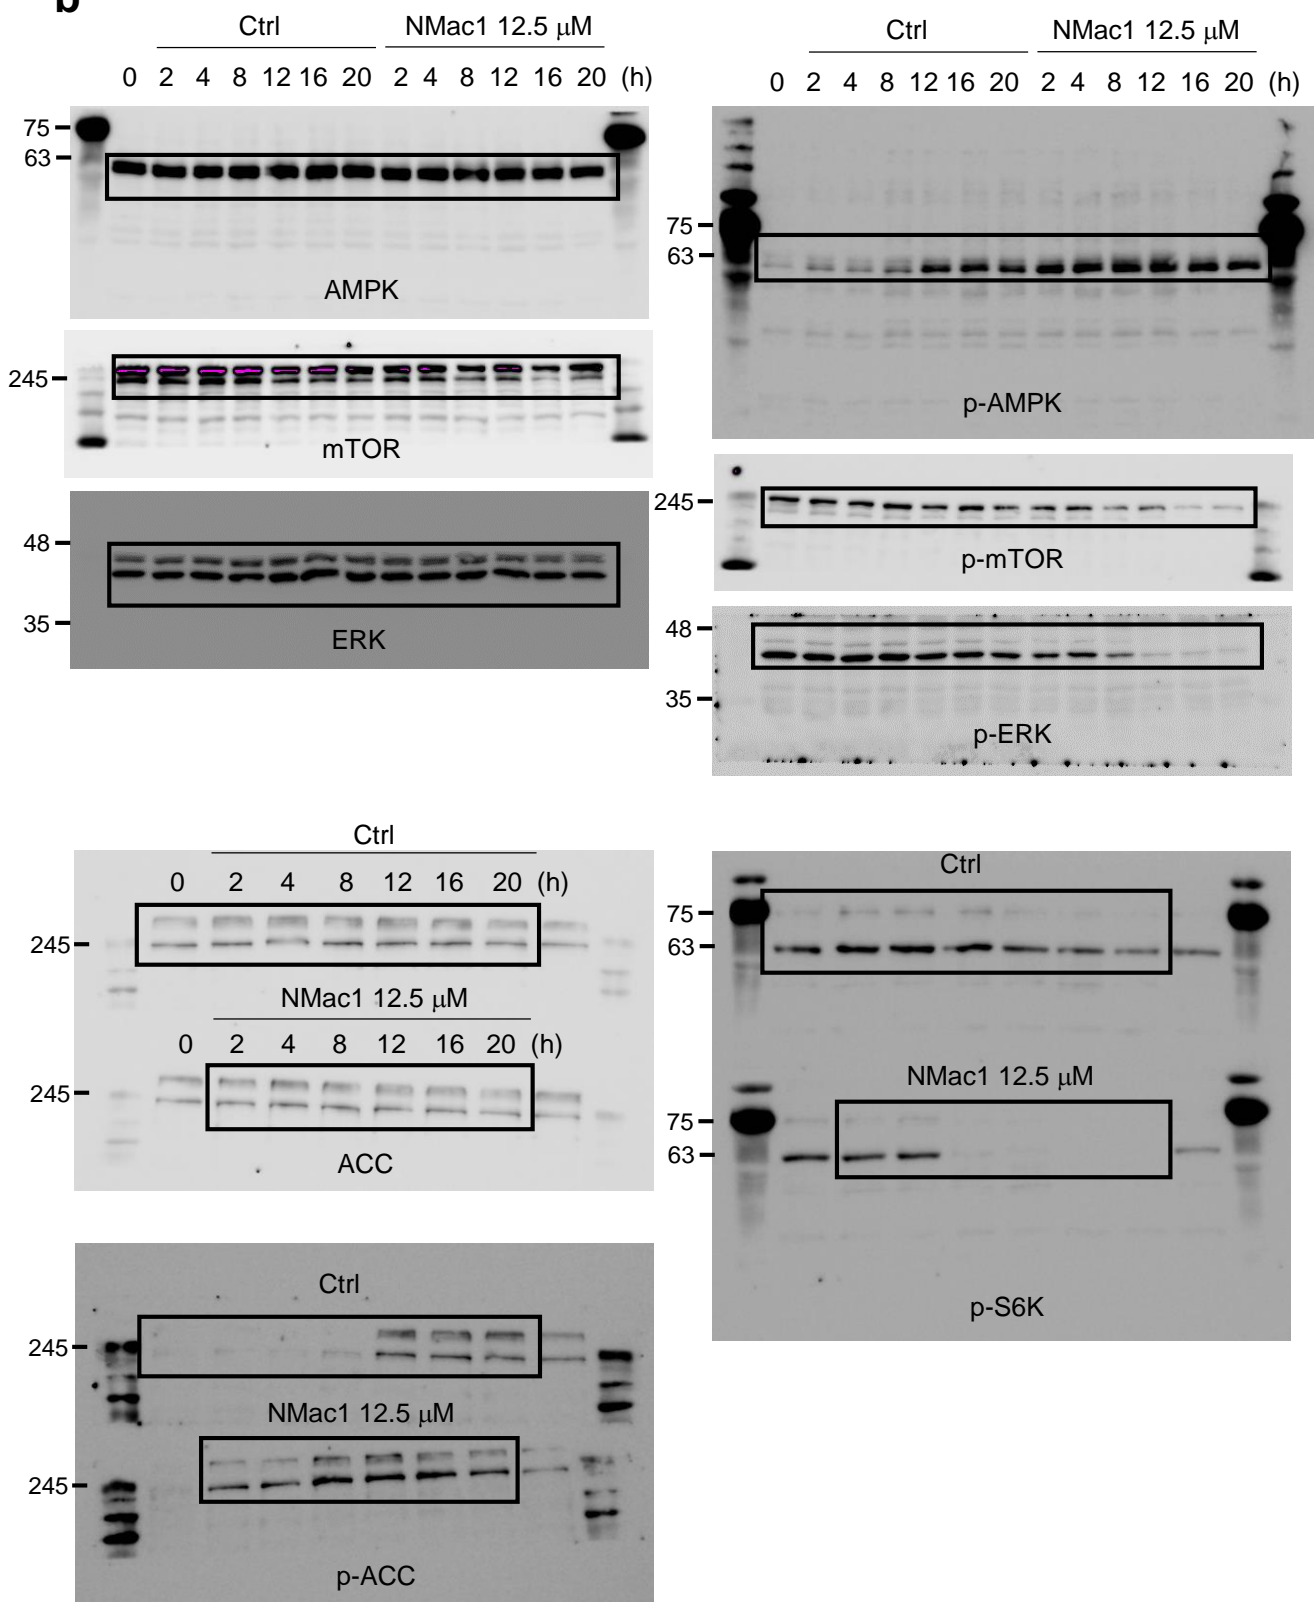 b
Ctrl NMac1 12.5 μM
0 2 4 8 12 16 20 2 4 8 12 16 20 (h)
75
63
AMPK
245
mTOR
48
35
ERK
Ctrl NMac1 12.5 μM
0 2 4 8 12 16 20 2 4 8 12 16 20 (h)
75
63
p-AMPK
245
p-mTOR
48
35
p-ERK
Ctrl
0 2 4 8 12 16 20 (h)
245
NMac1 12.5 μM
0 2 4 8 12 16 20 (h)
245
ACC
Ctrl
75
63
NMac1 12.5 μM
75
63
p-S6K
Ctrl
245
NMac1 12.5 μM
245
p-ACC